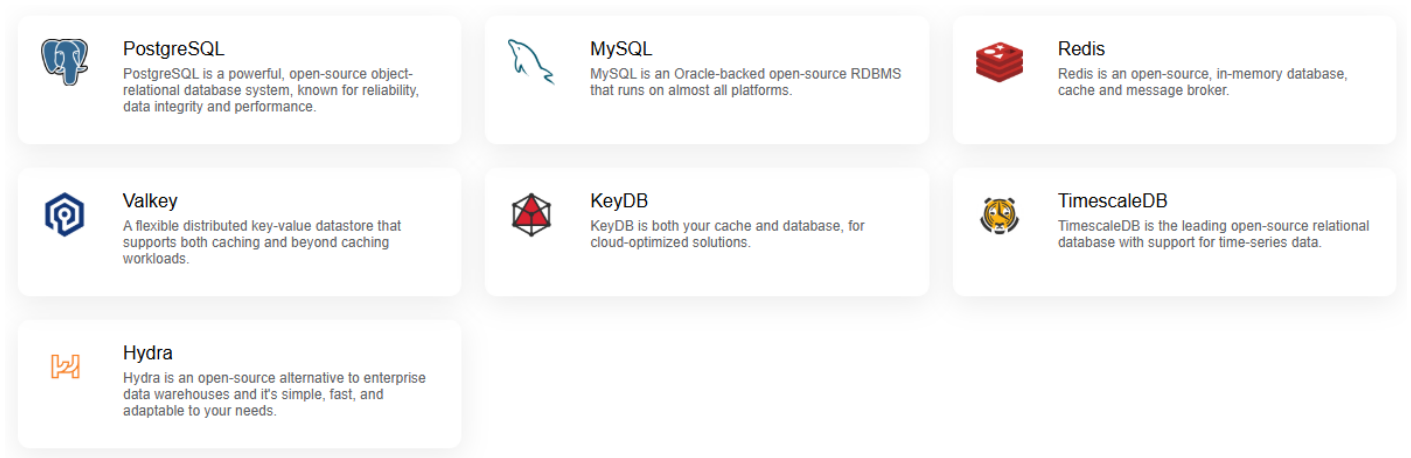 PostgreSQL
PostgreSQL is a powerful, open-source object-
relational database system, known for reliability,
data integrity and performance.
MySQL
MySQL is an Oracle-backed open-source RDBMS
that runs on almost all platforms.
Redis
Redis is an open-source, in-memory database,
cache and message broker.
Valkey
A flexible distributed key-value datastore that
supports both caching and beyond caching
workloads.
KeyDB
KeyDB is both your cache and database, for
cloud-optimized solutions.
TimescaleDB
TimescaleDB is the leading open-source relational
database with support for time-series data.
Hydra
Hydra is an open-source alternative to enterprise
data warehouses and it's simple, fast, and
adaptable to your needs.